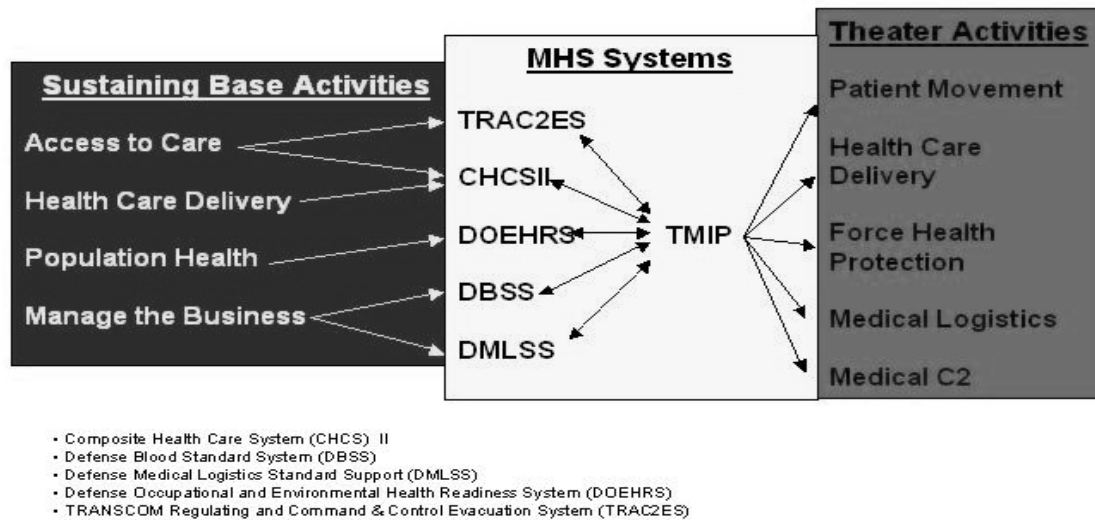 Sustaining Base Activities
Access to Care
Health Care Delivery
Population Health
Manage the Business
MHS Systems
TRAC2ES
CHCSII
DOEHRS
DBSS
DMLSS
TMIP
Theater Activities
Patient Movement
Health Care
Delivery
Force Health
Protection
Medical Logistics
Medical C2
• Composite Health Care System (CHCS) II
• Defense Blood Standard System (DBSS)
• Defense Medical Logistics Standard Support (DMLSS)
• Defense Occupational and Environmental Health Readiness System (DOEHRS)
• TRANSCOM Regulating and Command & Control Evacuation System (TRAC2ES)